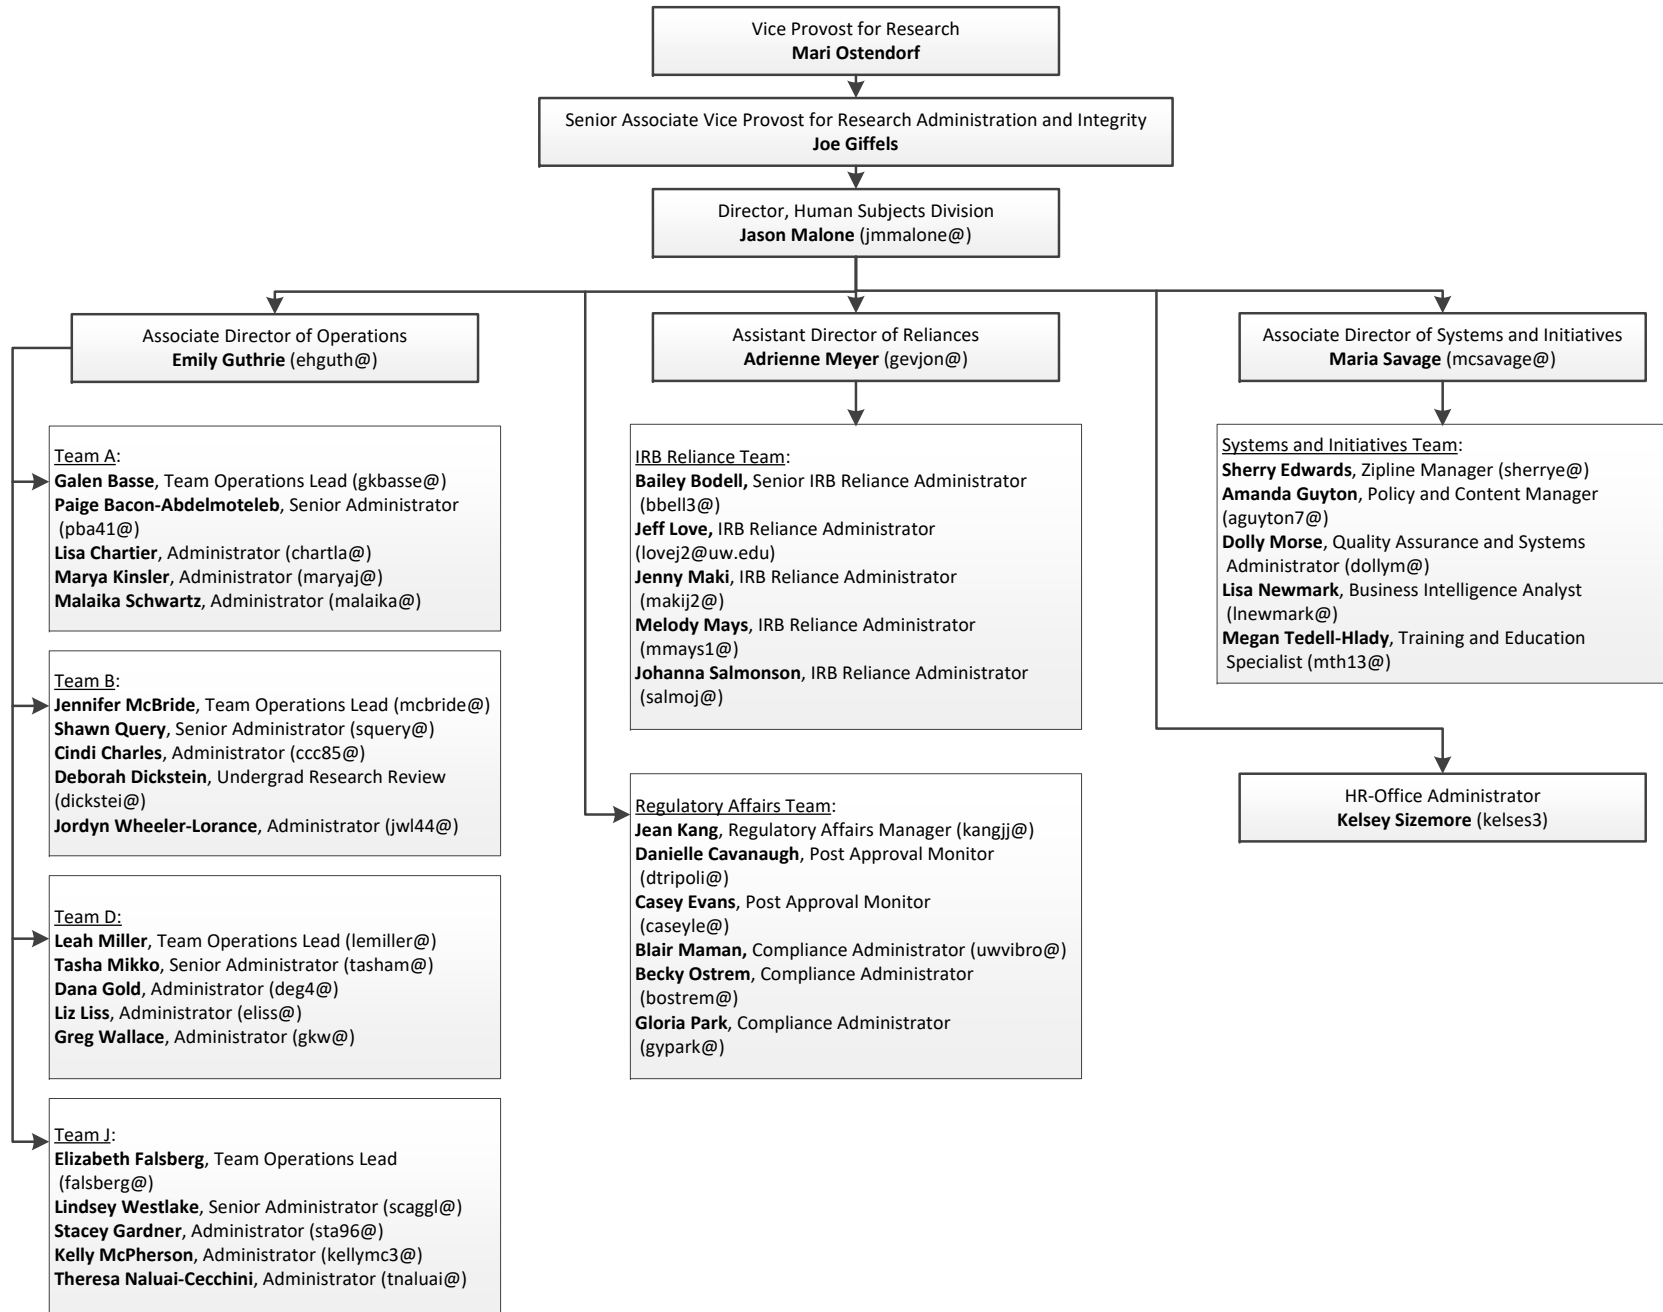 Vice Provost for Research
Mari Ostendorf
Senior Associate Vice Provost for Research Administration and Integrity
Joe Giffels
Director, Human Subjects Division
Jason Malone (jmmalone@)
Associate Director of Operations
Emily Guthrie (ehguth@)
Assistant Director of Reliances
Adrienne Meyer (gevjon@)
Associate Director of Systems and Initiatives
Maria Savage (mcsavage@)
Team A:
Galen Basse, Team Operations Lead (gkbasse@)
Paige Bacon-Abdelmoteleb, Senior Administrator
(pba41@)
Lisa Chartier, Administrator (chartla@)
Marya Kinsler, Administrator (maryaj@)
Malaika Schwartz, Administrator (malaika@)
Team B:
Jennifer McBride, Team Operations Lead (mcbride@)
Shawn Query, Senior Administrator (squery@)
Cindi Charles, Administrator (ccc85@)
Deborah Dickstein, Undergrad Research Review
(dickstei@)
Jordyn Wheeler-Lorance, Administrator (jwl44@)
Team D:
Leah Miller, Team Operations Lead (lemiller@)
Tasha Mikko, Senior Administrator (tasham@)
Dana Gold, Administrator (deg4@)
Liz Liss, Administrator (eliss@)
Greg Wallace, Administrator (gkw@)
Team J:
Elizabeth Falsberg, Team Operations Lead
(falsberg@)
Lindsey Westlake, Senior Administrator (scaggl@)
Stacey Gardner, Administrator (sta96@)
Kelly McPherson, Administrator (kellymc3@)
Theresa Naluai-Cecchini, Administrator (tnaluai@)
IRB Reliance Team:
Bailey Bodell, Senior IRB Reliance Administrator
(bbell3@)
Jeff Love, IRB Reliance Administrator
(lovej2@uw.edu)
Jenny Maki, IRB Reliance Administrator
(makij2@)
Melody Mays, IRB Reliance Administrator
(mmays1@)
Johanna Salmonson, IRB Reliance Administrator
(salmoj@)
Regulatory Affairs Team:
Jean Kang, Regulatory Affairs Manager (kangjj@)
Danielle Cavanaugh, Post Approval Monitor
(dtripoli@)
Casey Evans, Post Approval Monitor
(caseyle@)
Blair Maman, Compliance Administrator (uwvibro@)
Becky Ostrem, Compliance Administrator
(bostrem@)
Gloria Park, Compliance Administrator
(gypark@)
Systems and Initiatives Team:
Sherry Edwards, Zipline Manager (sherrye@)
Amanda Guyton, Policy and Content Manager
(aguyton7@)
Dolly Morse, Quality Assurance and Systems
Administrator (dollym@)
Lisa Newmark, Business Intelligence Analyst
(lnewmark@)
Megan Tedell-Hlady, Training and Education
Specialist (mth13@)
HR-Office Administrator
Kelsey Sizemore (kelses3)